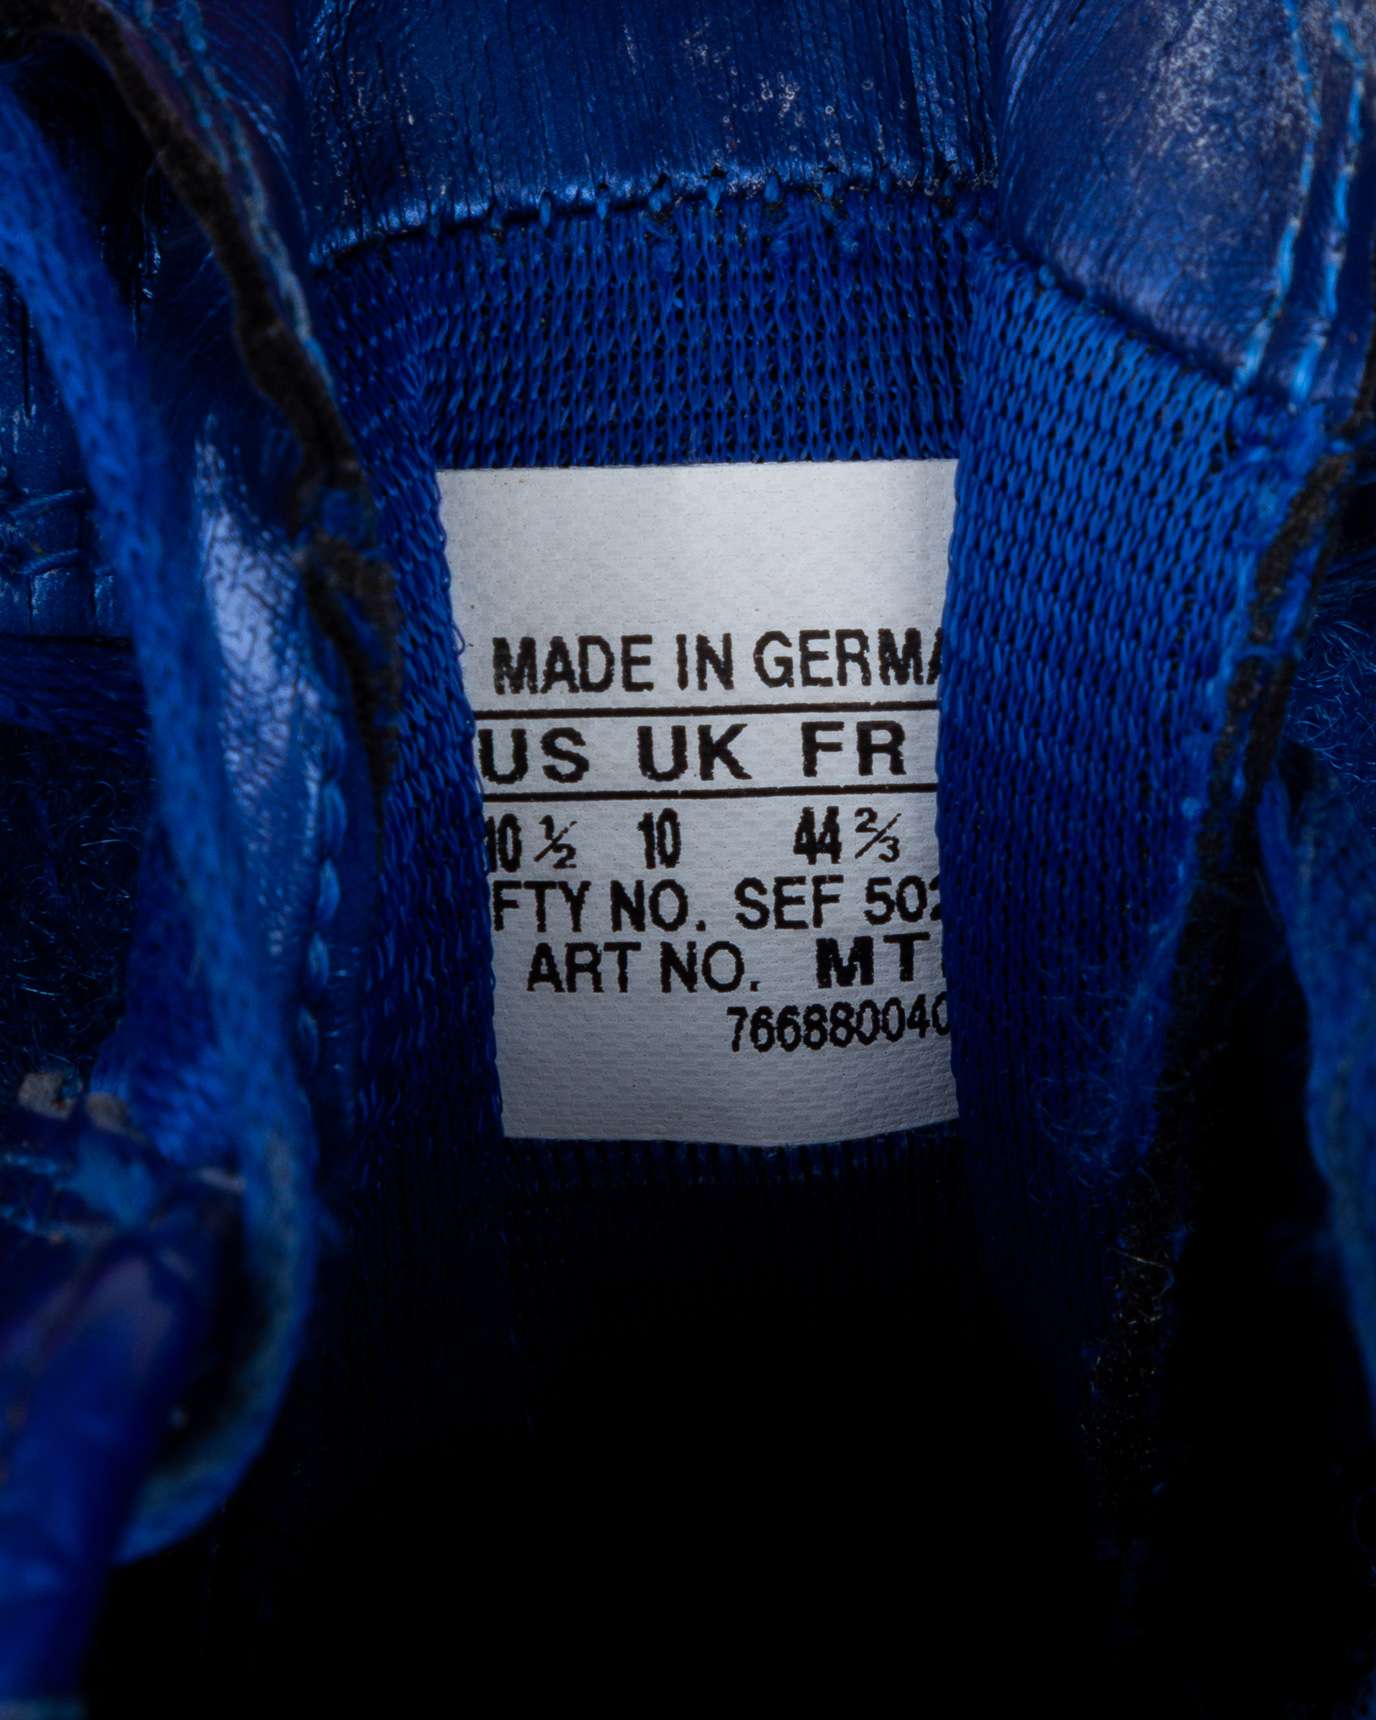 MADE IN GERMA
US UK FR
10 ½ 10 44 ⅔
FTY NO. SEF 502
ART NO. MT
766880040